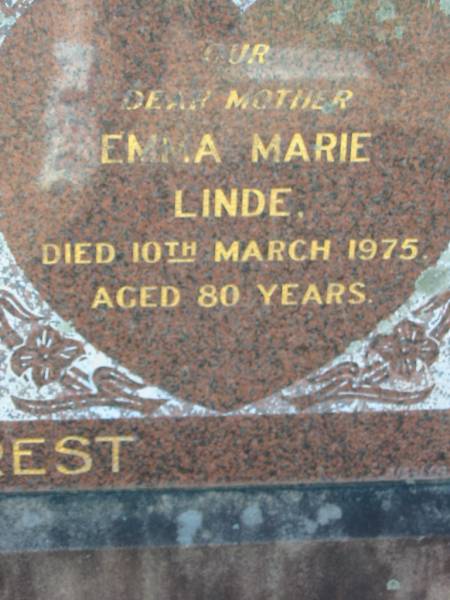 OUR
DEAR MOTHER
EMMA MARIE
LINDE,
DIED 10TH MARCH 1975.
AGED 80 YEARS.
REST